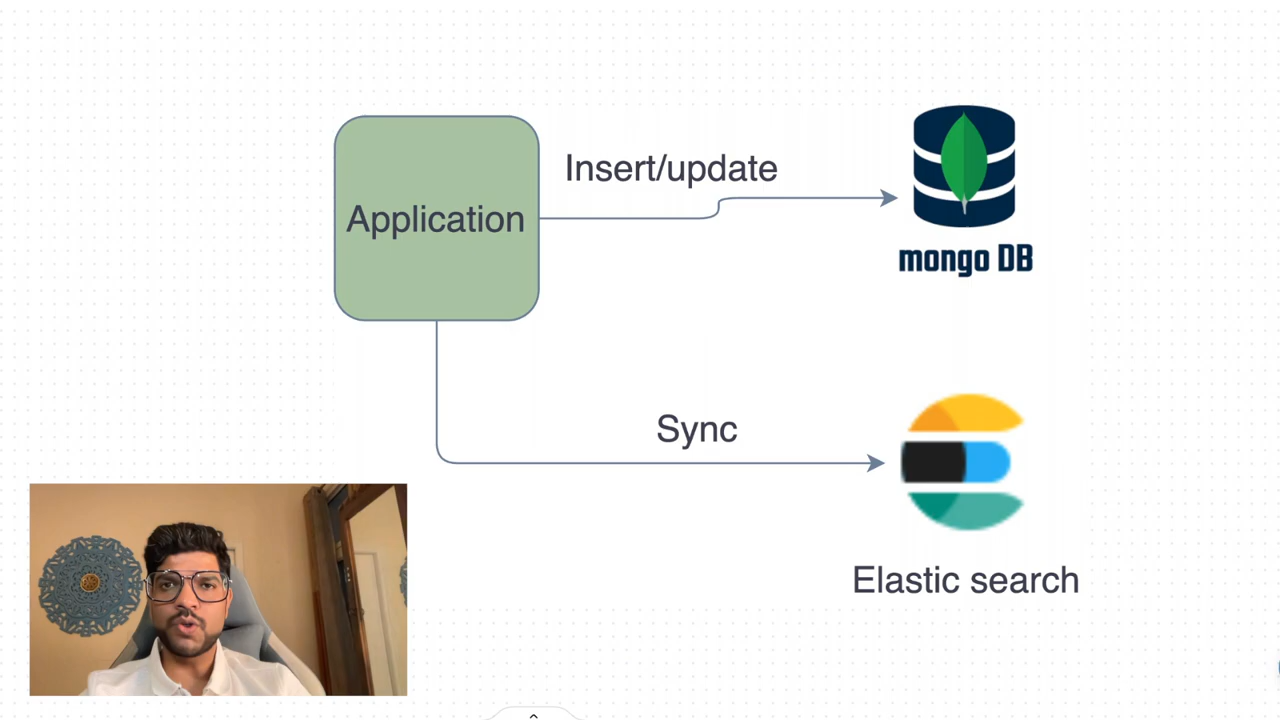 Insert/update
Application
mongo DB
Sync
Elastic search